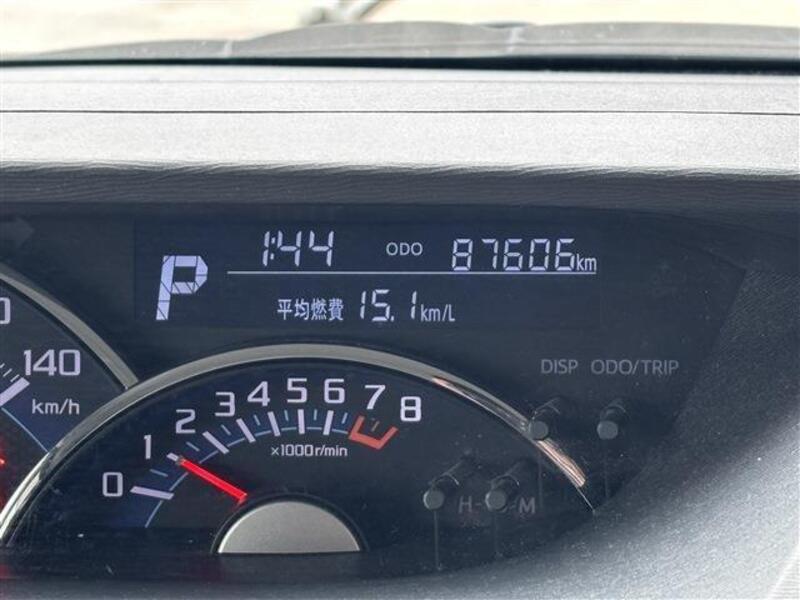 1:44 ODO 87606km
P
平均燃費 15.1km/L
DISP ODO/TRIP
140
km/h
0 1 2 3 4 5 6 7 8
×1000r/min
H M